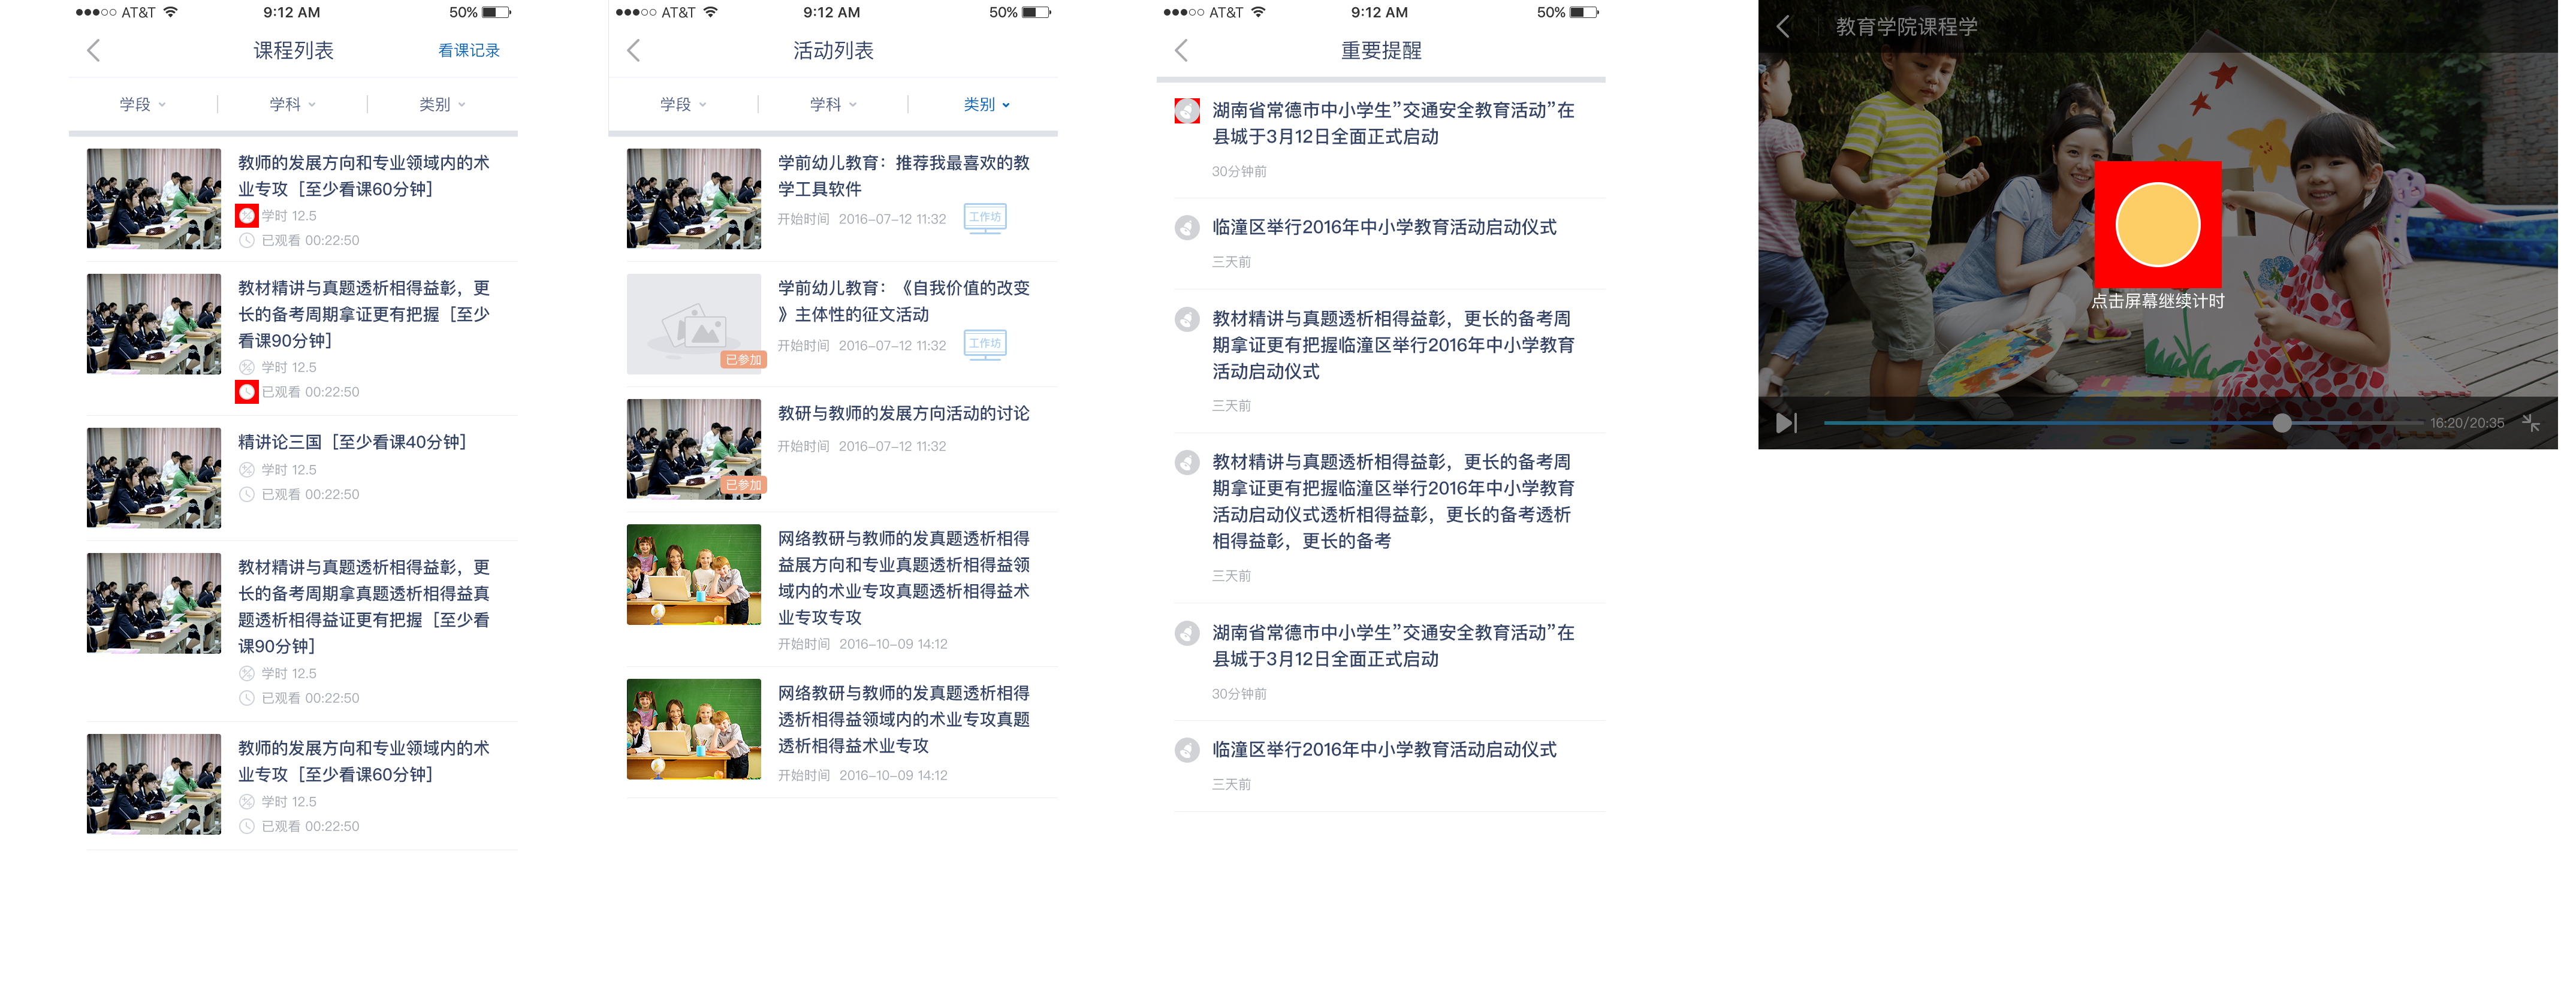 AT&T
9:12 AM
50%
课程列表
看课记录
学段
学科
类别
教师的发展方向和专业领域内的术
业专攻［至少看课60分钟］
学时 12.5
已观看 00:22:50
教材精讲与真题透析相得益彰，更
长的备考周期拿证更有把握［至少
看课90分钟］
学时 12.5
已观看 00:22:50
精讲论三国［至少看课40分钟］
学时 12.5
已观看 00:22:50
教材精讲与真题透析相得益彰，更
长的备考周期拿真题透析相得益真
题透析相得益证更有把握［至少看
课90分钟］
学时 12.5
已观看 00:22:50
教师的发展方向和专业领域内的术
业专攻［至少看课60分钟］
学时 12.5
已观看 00:22:50
AT&T
9:12 AM
50%
活动列表
学段
学科
类别
学前幼儿教育：推荐我最喜欢的教
学工具软件
开始时间 2016-07-12 11:32
工作坊
学前幼儿教育：《自我价值的改变
》主体性的征文活动
开始时间 2016-07-12 11:32
工作坊
已参加
教研与教师的发展方向活动的讨论
开始时间 2016-07-12 11:32
已参加
网络教研与教师的发真题透析相得
益展方向和专业真题透析相得益领
域内的术业专攻真题透析相得益术
业专攻专攻
开始时间 2016-10-09 14:12
网络教研与教师的发真题透析相得
透析相得益领域内的术业专攻真题
透析相得益术业专攻
开始时间 2016-10-09 14:12
AT&T
9:12 AM
50%
重要提醒
湖南省常德市中小学生”交通安全教育活动”在
县城于3月12日全面正式启动
30分钟前
临潼区举行2016年中小学教育活动启动仪式
三天前
教材精讲与真题透析相得益彰，更长的备考周
期拿证更有把握临潼区举行2016年中小学教育
活动启动仪式
三天前
教材精讲与真题透析相得益彰，更长的备考周
期拿证更有把握临潼区举行2016年中小学教育
活动启动仪式透析相得益彰，更长的备考透析
相得益彰，更长的备考
三天前
湖南省常德市中小学生”交通安全教育活动”在
县城于3月12日全面正式启动
30分钟前
临潼区举行2016年中小学教育活动启动仪式
三天前
教育学院课程学
点击屏幕继续计时
16:20/20:35